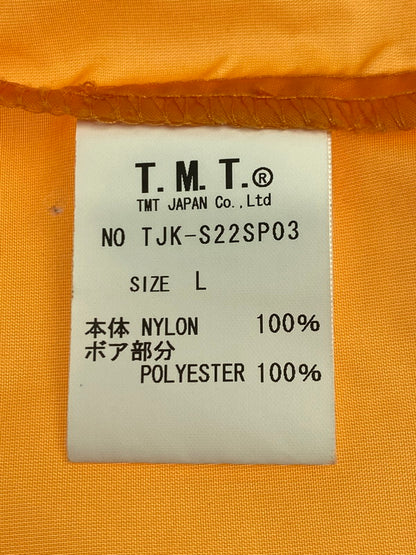 T.M.T.®
TMT JAPAN Co.,Ltd
NO TJK-S22SP03
SIZE L
本体 NYLON 100%
ボア部分
POLYESTER 100%